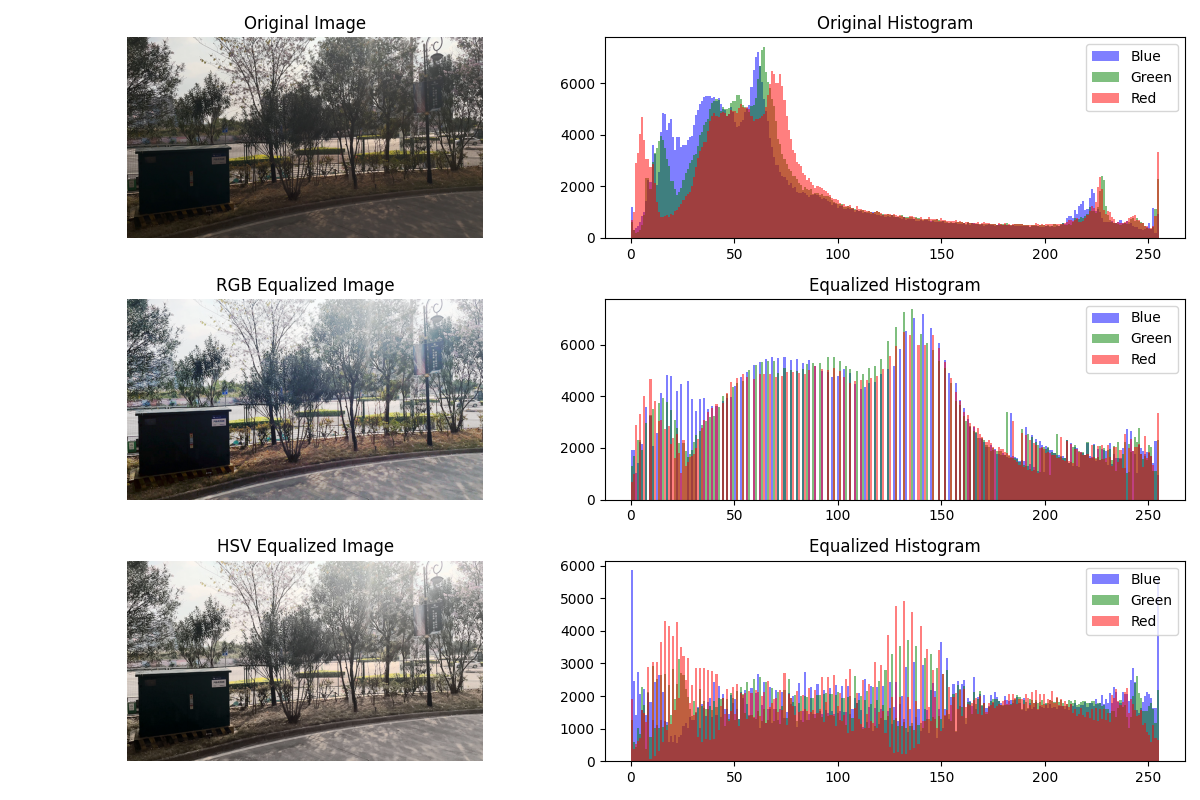 Original Image
Original Histogram
6000
4000
2000
0
0 50 100 150 200 250
Blue
Green
Red
RGB Equalized Image
Equalized Histogram
6000
4000
2000
0
0 50 100 150 200 250
Blue
Green
Red
HSV Equalized Image
Equalized Histogram
6000
5000
4000
3000
2000
1000
0
0 50 100 150 200 250
Blue
Green
Red